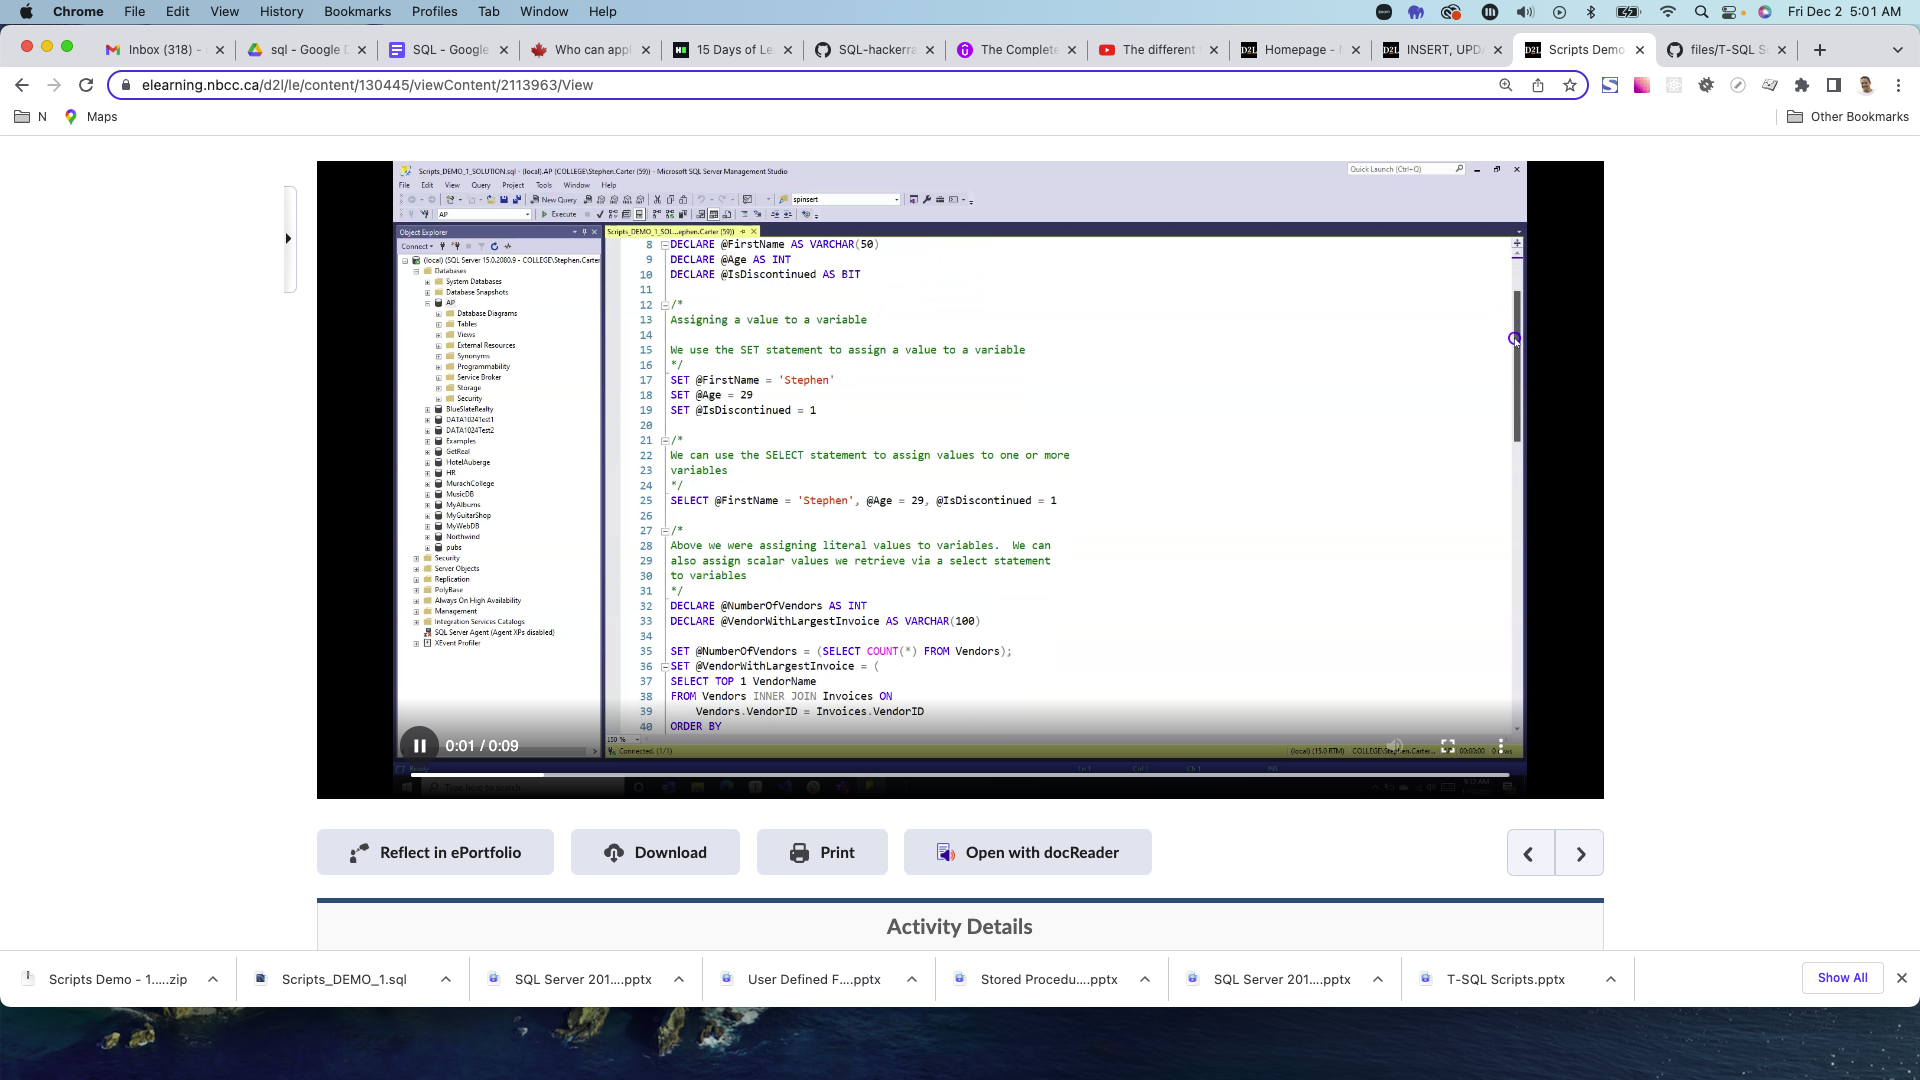 Chrome File Edit View History Bookmarks Profiles Tab Window Help
Fri Dec 2 5:01 AM
Inbox (318) -
sql - Google D
SQL - Google
Who can appl
15 Days of Le
SQL-hackerra
The Complete
The different
Homepage - N
INSERT, UPDA
Scripts Demo
files/T-SQL Sc
elearning.nbcc.ca/d2l/le/content/130445/viewContent/2113963/View
N Maps Other Bookmarks
Scripts_DEMO_1_SOLUTION.sql - (local).AP (COLLEGE\Stephen.Carter (59)) - Microsoft SQL Server Management Studio
Quick Launch (Ctrl+Q)
File Edit View Query Project Tools Window Help
New Query
spinsert
AP
Execute
Object Explorer
Connect
(local) (SQL Server 15.0.2080.9 - COLLEGE\Stephen.Carter
Databases
System Databases
Database Snapshots
AP
Database Diagrams
Tables
Views
External Resources
Synonyms
Programmability
Service Broker
Storage
Security
BlueSlateRealty
DATA1024Test1
DATA1024Test2
Examples
GetReal
HotelAuberge
HR
MurachCollege
MusicDB
MyAlbums
MyGuitarShop
MyWebDB
Northwind
pubs
Security
Server Objects
Replication
PolyBase
Always On High Availability
Management
Integration Services Catalogs
SQL Server Agent (Agent XPs disabled)
XEvent Profiler
Scripts_DEMO_1_SOL...ephen.Carter (59))
8 DECLARE @FirstName AS VARCHAR(50)
9 DECLARE @Age AS INT
10 DECLARE @IsDiscontinued AS BIT
11
12 /*
13 Assigning a value to a variable
14
15 We use the SET statement to assign a value to a variable
16 */
17 SET @FirstName = 'Stephen'
18 SET @Age = 29
19 SET @IsDiscontinued = 1
20
21 /*
22 We can use the SELECT statement to assign values to one or more
23 variables
24 */
25 SELECT @FirstName = 'Stephen', @Age = 29, @IsDiscontinued = 1
26
27 /*
28 Above we were assigning literal values to variables. We can
29 also assign scalar values we retrieve via a select statement
30 to variables
31 */
32 DECLARE @NumberOfVendors AS INT
33 DECLARE @VendorWithLargestInvoice AS VARCHAR(100)
34
35 SET @NumberOfVendors = (SELECT COUNT(*) FROM Vendors);
36 SET @VendorWithLargestInvoice = (
37 SELECT TOP 1 VendorName
38 FROM Vendors INNER JOIN Invoices ON
39 Vendors.VendorID = Invoices.VendorID
40 ORDER BY
150 %
Connected. (1/1)
(local) (15.0 RTM) COLLEGE\Stephen.Carter... AP 00:00:00
0:01 / 0:09
Ready
Type here to search
Reflect in ePortfolio
Download
Print
Open with docReader
Activity Details
Scripts Demo - 1.....zip
Scripts_DEMO_1.sql
SQL Server 201....pptx
User Defined F....pptx
Stored Procedu....pptx
SQL Server 201....pptx
T-SQL Scripts.pptx
Show All